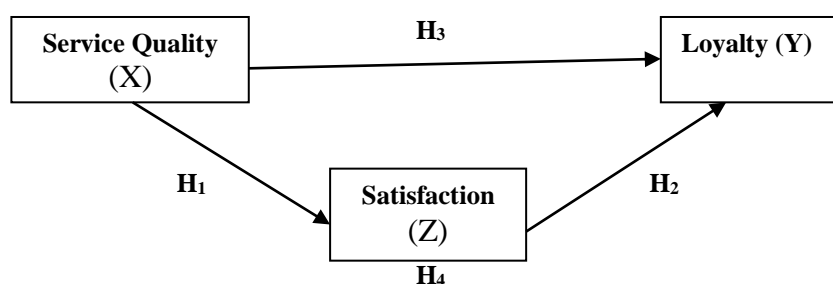 Service Quality
(X)
H₃
Loyalty (Y)
H₁
Satisfaction
(Z)
H₂
H₄